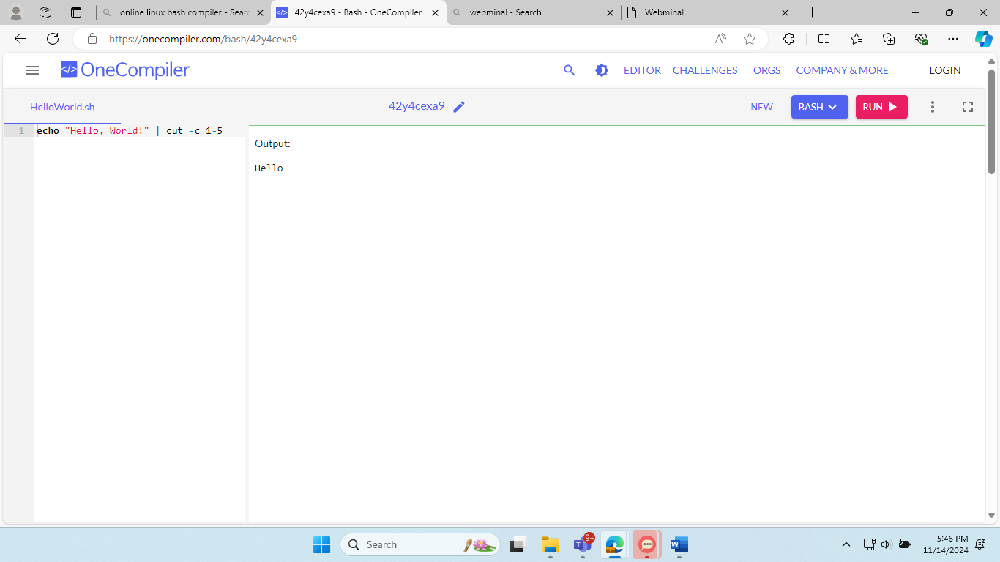 online linux bash compiler - Searc
42y4cexa9 - Bash - OneCompiler
webminal - Search
Webminal
https://onecompiler.com/bash/42y4cexa9
</> OneCompiler
EDITOR CHALLENGES ORGS COMPANY & MORE LOGIN
HelloWorld.sh
42y4cexa9
NEW BASH RUN
1 echo "Hello, World!" | cut -c 1-5
Output:
Hello
Search
9+
5:46 PM
11/14/2024